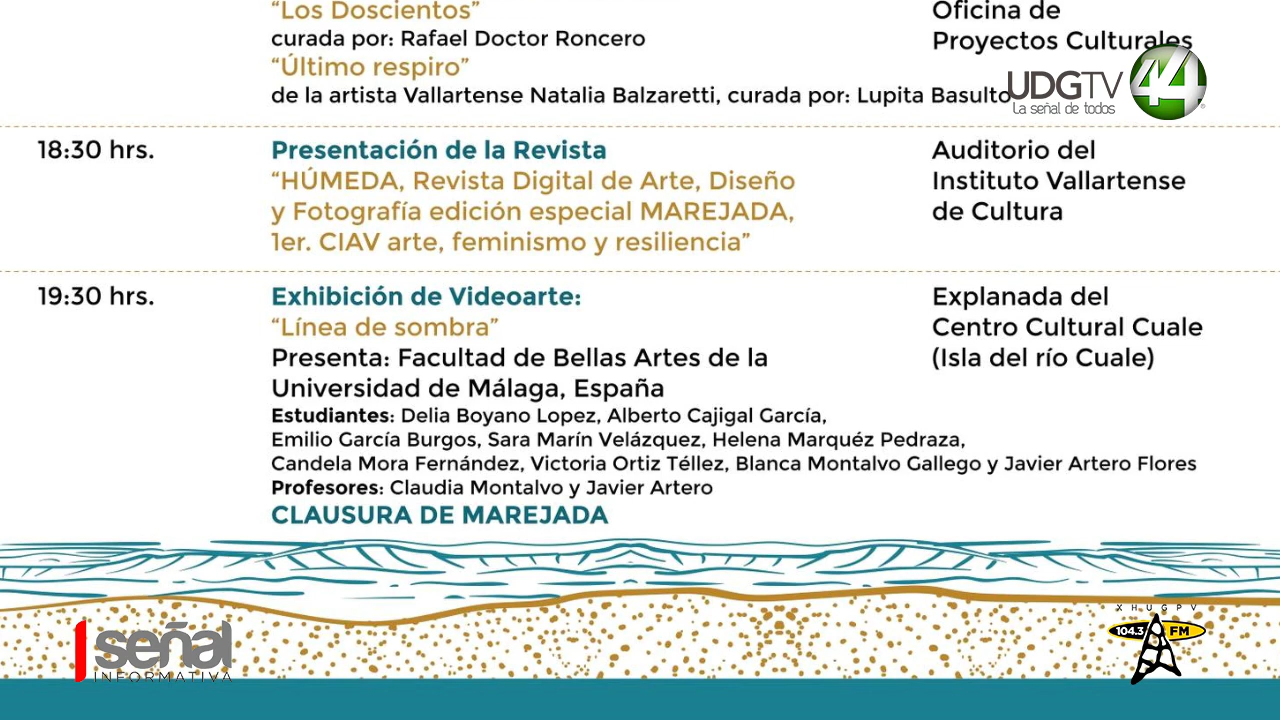 “Los Doscientos”
curada por: Rafael Doctor Roncero
“Último respiro”
de la artista Vallartense Natalia Balzaretti, curada por: Lupita Basulto
Oficina de
Proyectos Culturales
UDGTV 44
La señal de todos
18:30 hrs.
Presentación de la Revista
“HÚMEDA, Revista Digital de Arte, Diseño
y Fotografía edición especial MAREJADA,
1er. CIAV arte, feminismo y resiliencia”
Auditorio del
Instituto Vallartense
de Cultura
19:30 hrs.
Exhibición de Videoarte:
“Línea de sombra”
Presenta: Facultad de Bellas Artes de la
Universidad de Málaga, España
Estudiantes: Delia Boyano Lopez, Alberto Cajigal García,
Emilio García Burgos, Sara Marín Velázquez, Helena Marquéz Pedraza,
Candela Mora Fernández, Victoria Ortiz Téllez, Blanca Montalvo Gallego y Javier Artero Flores
Profesores: Claudia Montalvo y Javier Artero
CLAUSURA DE MAREJADA
Explanada del
Centro Cultural Cuale
(Isla del río Cuale)
señal
INFORMATIVA
XHUGPV
104.3 FM